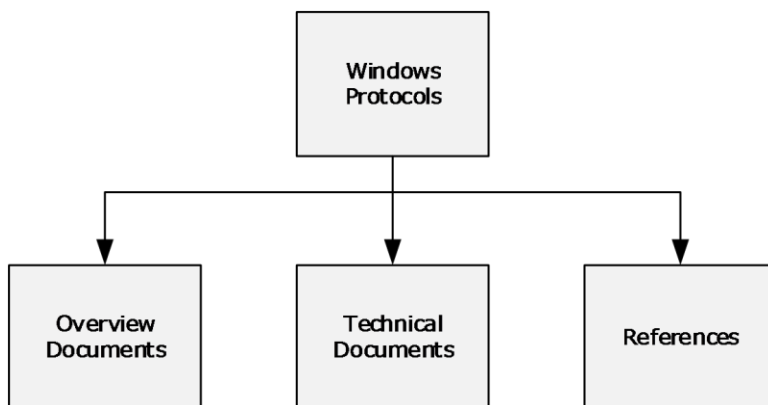 Windows
Protocols
Overview
Documents
Technical
Documents
References